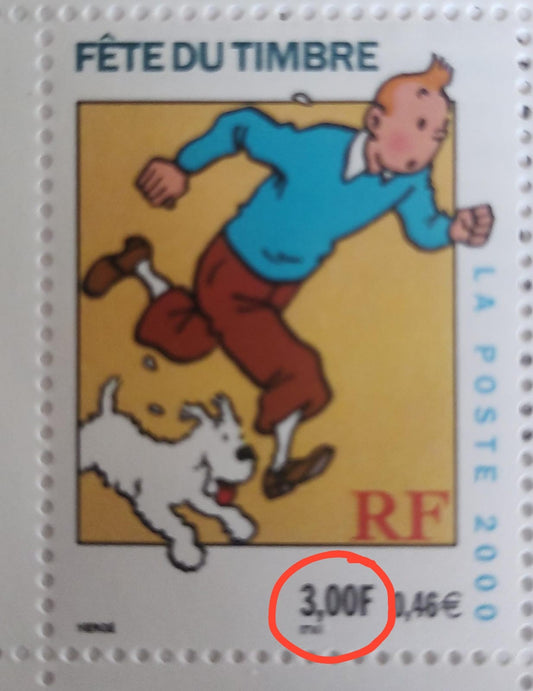 FÊTE DU TIMBRE
LA POSTE 2000
RF
3,00F 0,46€
HERGÉ